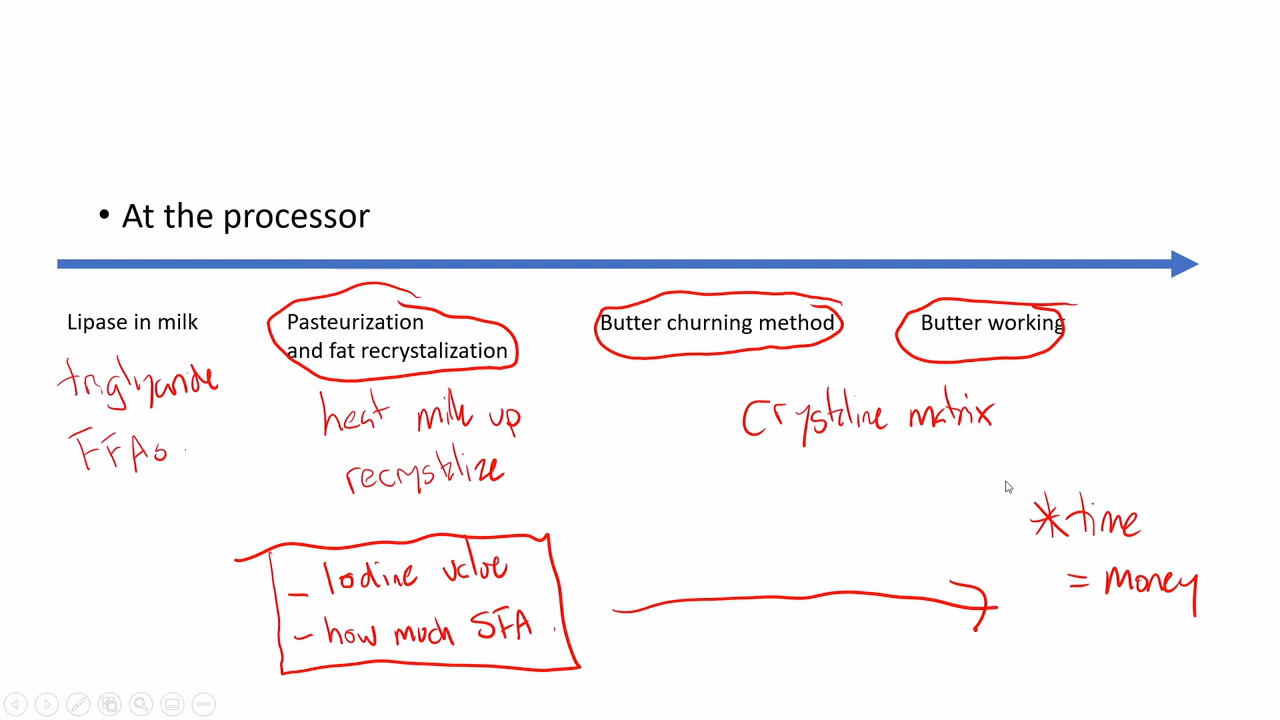 • At the processor
Lipase in milk
Pasteurization
and fat recrystalization
Butter churning method
Butter working
triglyceride
FFAs
heat milk up
recrystalize
Crystaline matrix
* time
= money
- Iodine value
- how much SFA